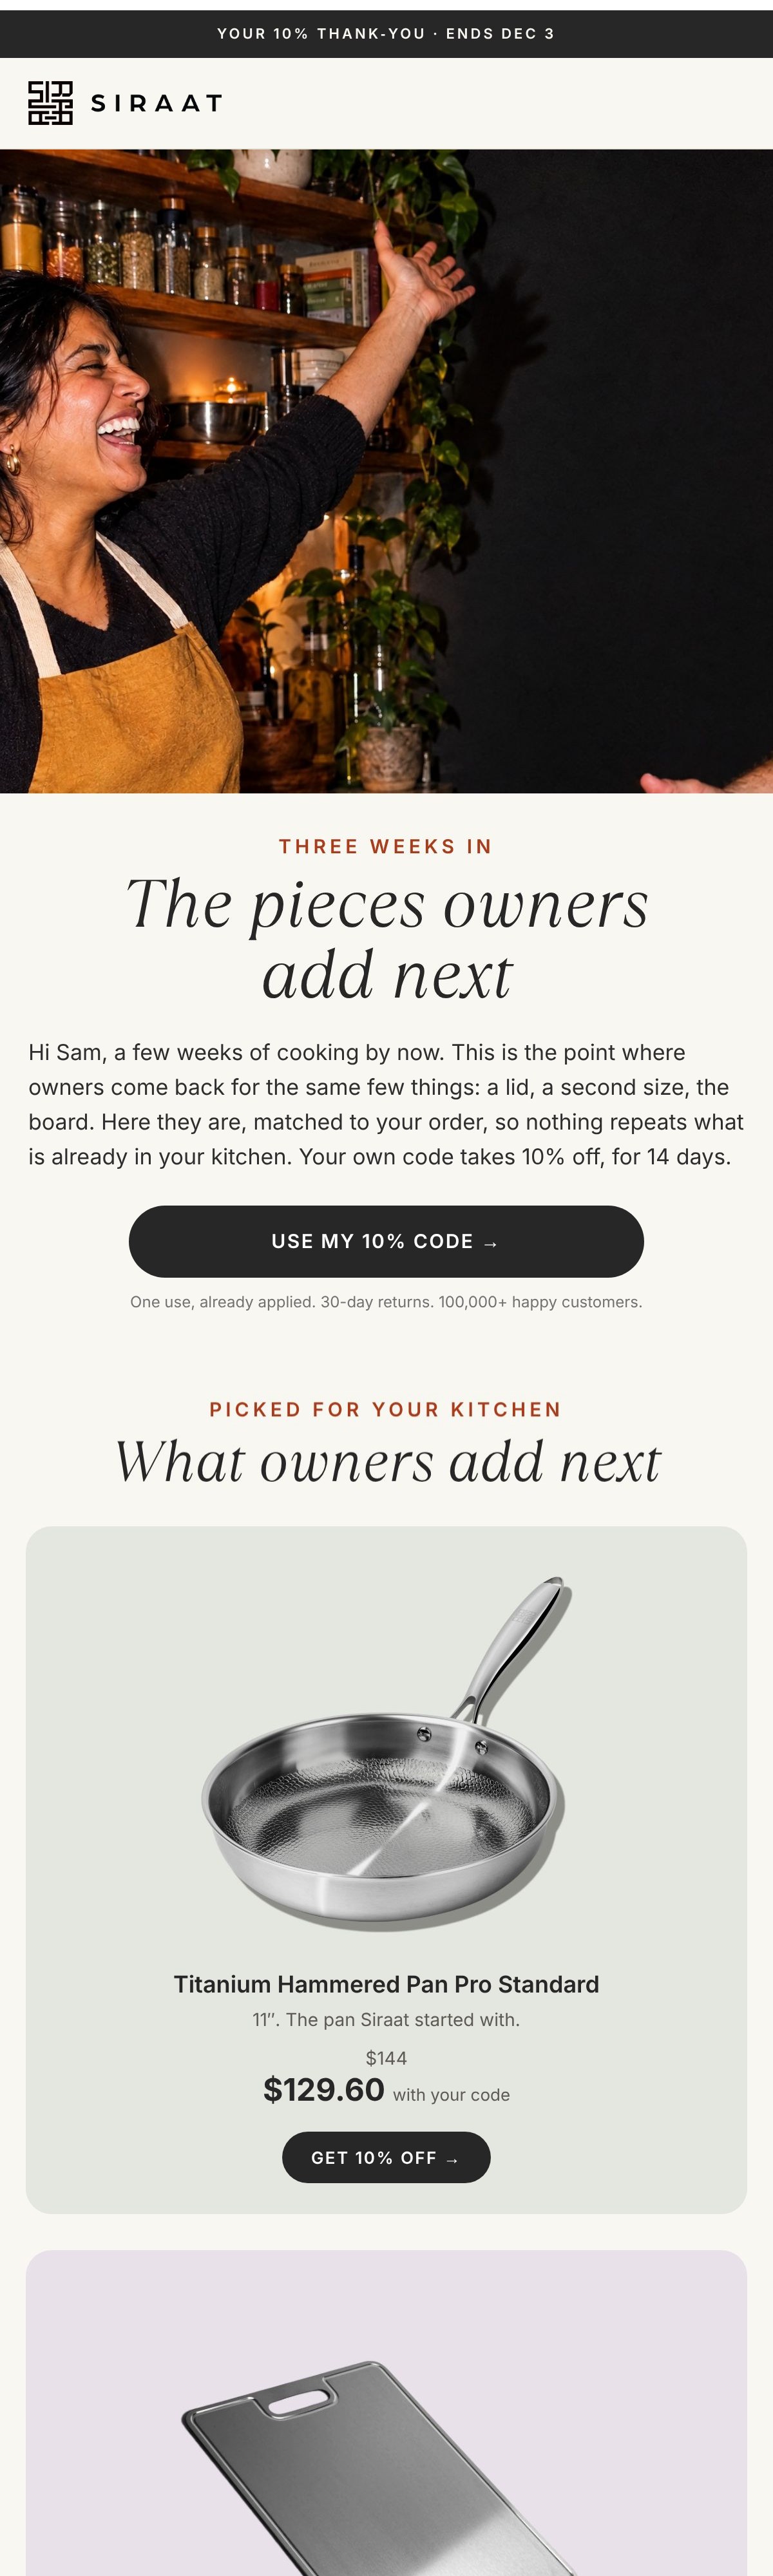 YOUR 10% THANK-YOU · ENDS DEC 3
SIRAAT
THREE WEEKS IN
The pieces owners
add next
Hi Sam, a few weeks of cooking by now. This is the point where
owners come back for the same few things: a lid, a second size, the
board. Here they are, matched to your order, so nothing repeats what
is already in your kitchen. Your own code takes 10% off, for 14 days.
USE MY 10% CODE →
One use, already applied. 30-day returns. 100,000+ happy customers.
PICKED FOR YOUR KITCHEN
What owners add next
Titanium Hammered Pan Pro Standard
11″. The pan Siraat started with.
$144
$129.60 with your code
GET 10% OFF →